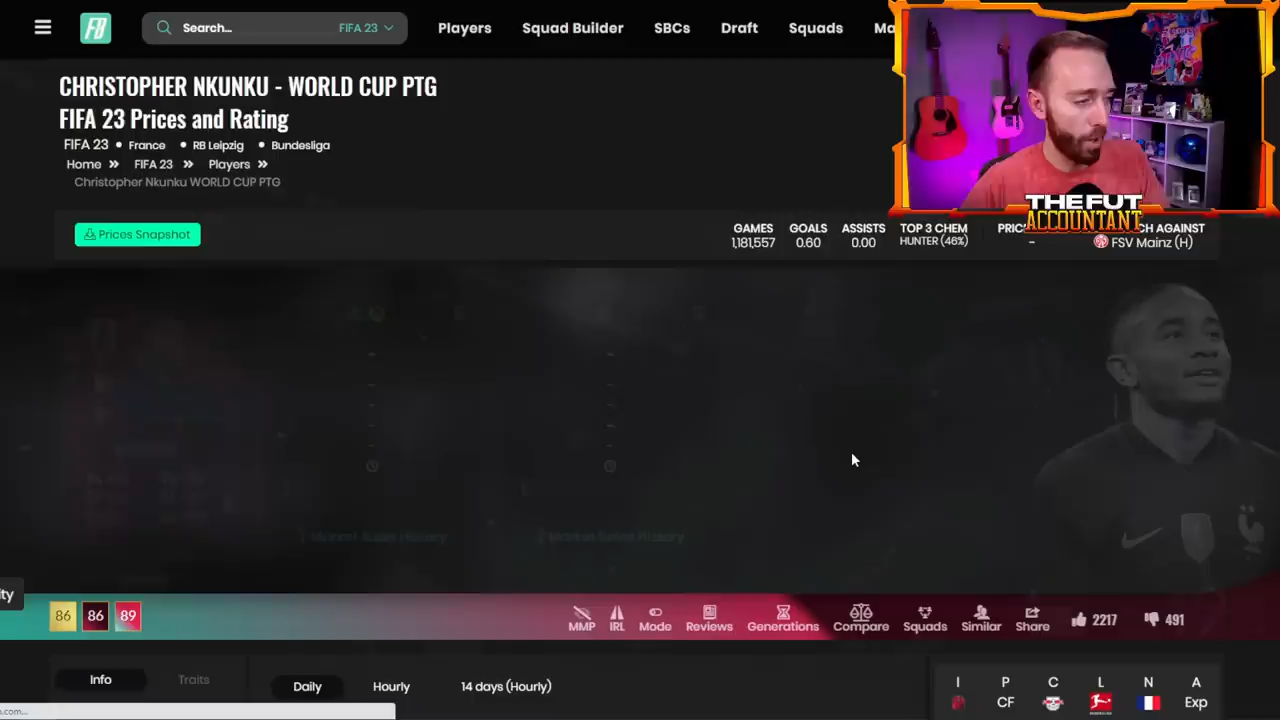 FB
Search...
FIFA 23
Players
Squad Builder
SBCs
Draft
Squads
CHRISTOPHER NKUNKU - WORLD CUP PTG
FIFA 23 Prices and Rating
FIFA 23
France
RB Leipzig
Bundesliga
Home
FIFA 23
Players
Christopher Nkunku WORLD CUP PTG
THE FUT
ACCOUNTANT
Prices Snapshot
GAMES
1,181,557
GOALS
0.60
ASSISTS
0.00
TOP 3 CHEM
HUNTER (46%)
-
AGAINST
FSV Mainz (H)
86
86
89
MMP
IRL
Mode
Reviews
Generations
Compare
Squads
Similar
Share
2217
491
Info
Traits
Daily
Hourly
14 days (Hourly)
I
P
C
L
N
A
CF
Exp